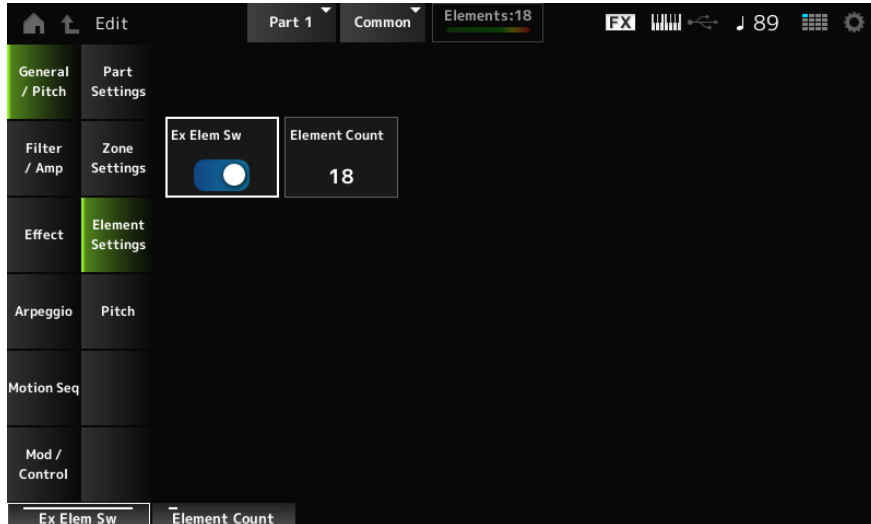 Edit
Part 1
Common
Elements:18
FX
♩ 89
General
/ Pitch
Part
Settings
Filter
/ Amp
Zone
Settings
Ex Elem Sw
Element Count
18
Effect
Element
Settings
Arpeggio
Pitch
Motion Seq
Mod /
Control
Ex Elem Sw
Element Count